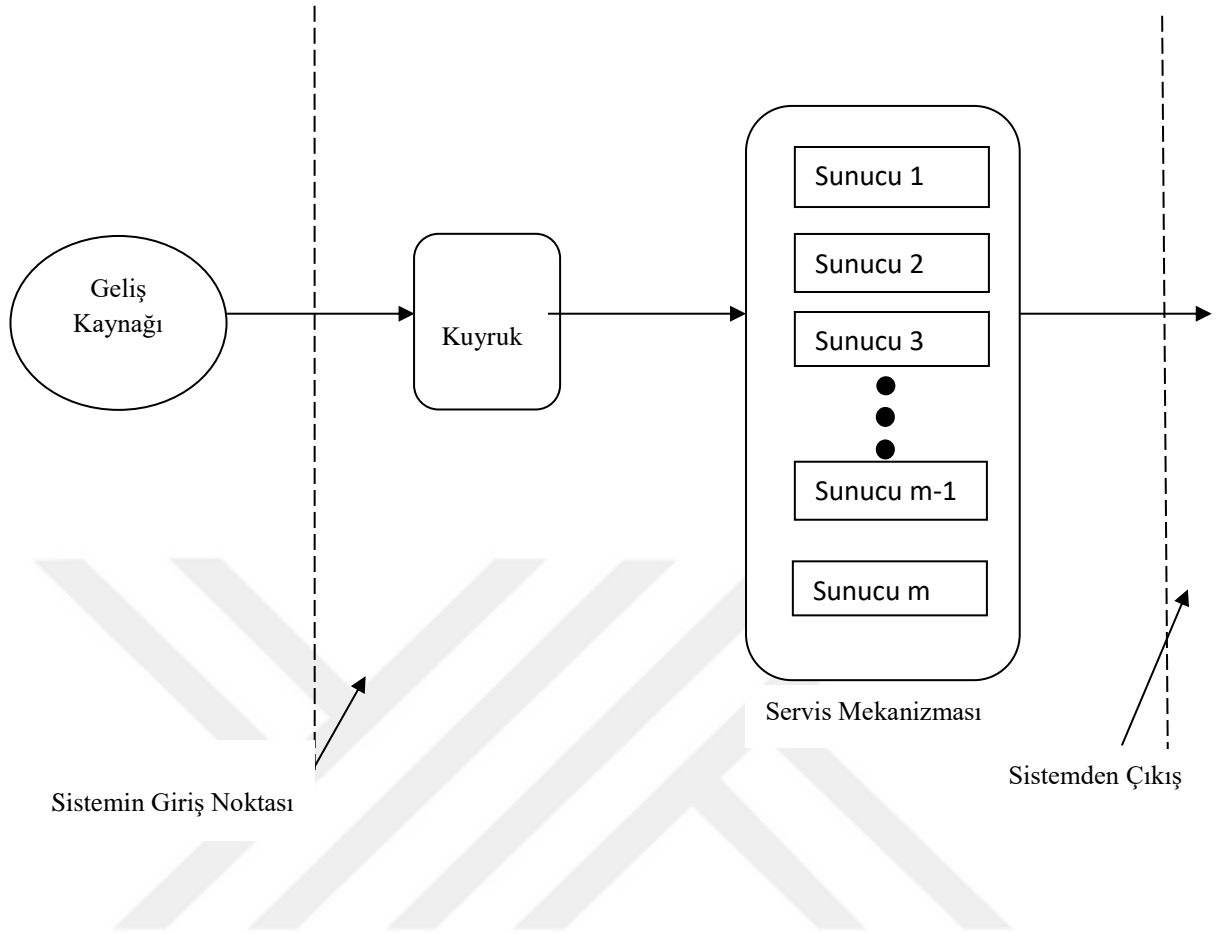 Geliş
Kaynağı
Kuyruk
Sunucu 1
Sunucu 2
Sunucu 3
Sunucu m-1
Sunucu m
Servis Mekanizması
Sistemin Giriş Noktası
Sistemden Çıkış